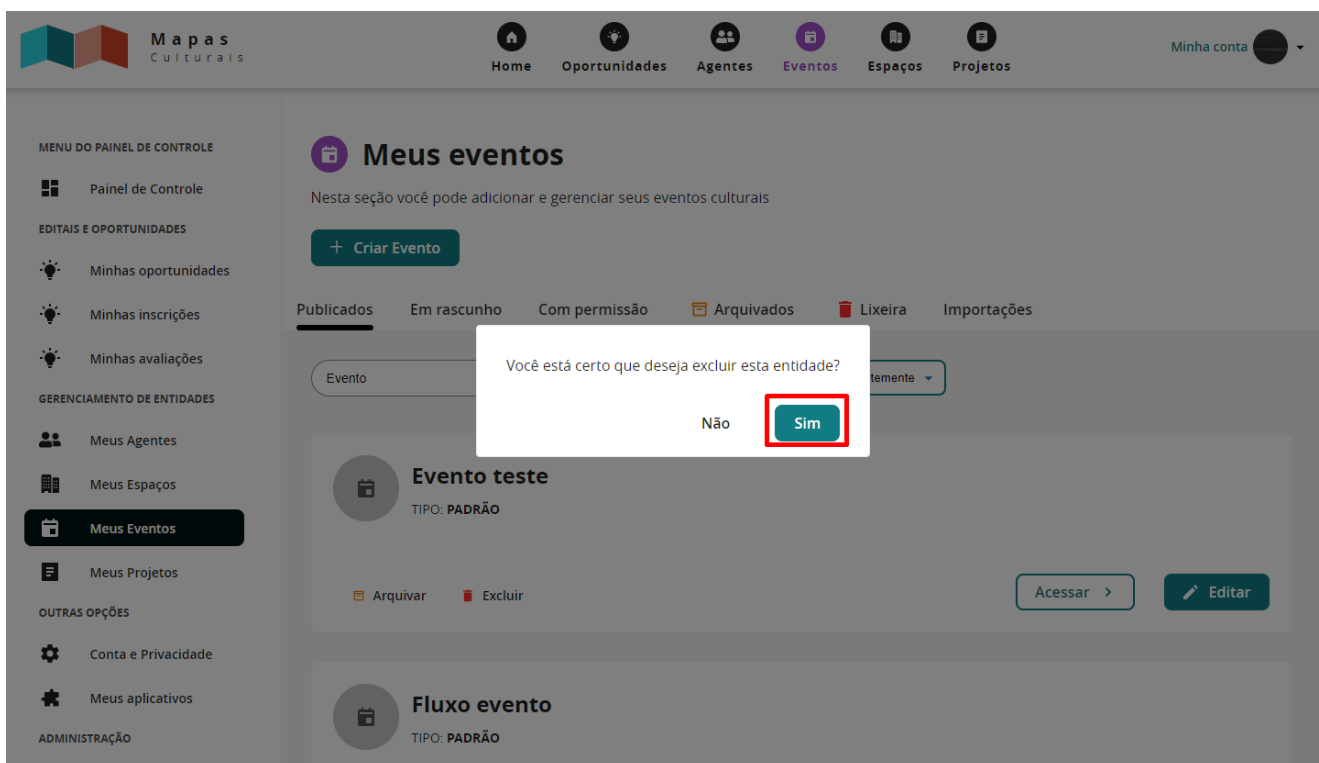 Mapas
Culturais
Home
Oportunidades
Agentes
Eventos
Espaços
Projetos
Minha conta
MENU DO PAINEL DE CONTROLE
Painel de Controle
EDITAIS E OPORTUNIDADES
Minhas oportunidades
Minhas inscrições
Minhas avaliações
GERENCIAMENTO DE ENTIDADES
Meus Agentes
Meus Espaços
Meus Eventos
Meus Projetos
OUTRAS OPÇÕES
Conta e Privacidade
Meus aplicativos
ADMINISTRAÇÃO
Meus eventos
Nesta seção você pode adicionar e gerenciar seus eventos culturais
+ Criar Evento
Publicados
Em rascunho
Com permissão
Arquivados
Lixeira
Importações
Evento
temente
Você está certo que deseja excluir esta entidade?
Não
Sim
Evento teste
TIPO: PADRÃO
Arquivar
Excluir
Acessar >
Editar
Fluxo evento
TIPO: PADRÃO